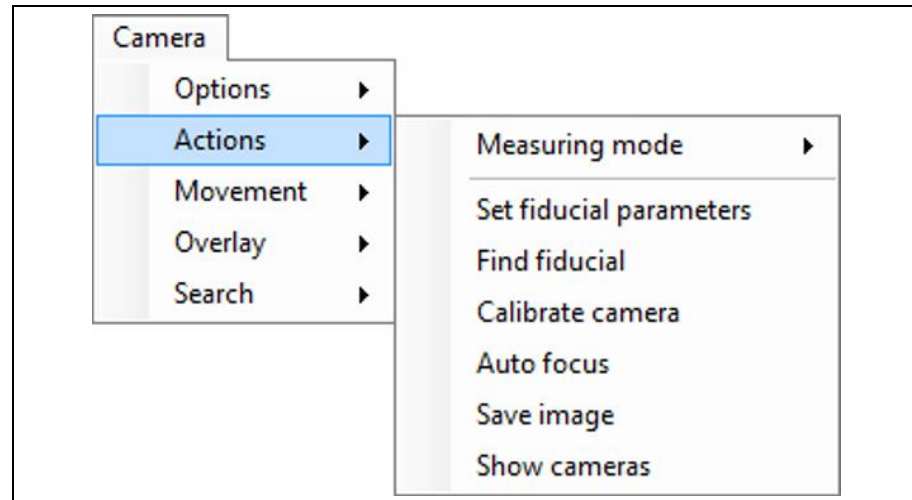 Camera
Options
Actions
Movement
Overlay
Search
Measuring mode
Set fiducial parameters
Find fiducial
Calibrate camera
Auto focus
Save image
Show cameras